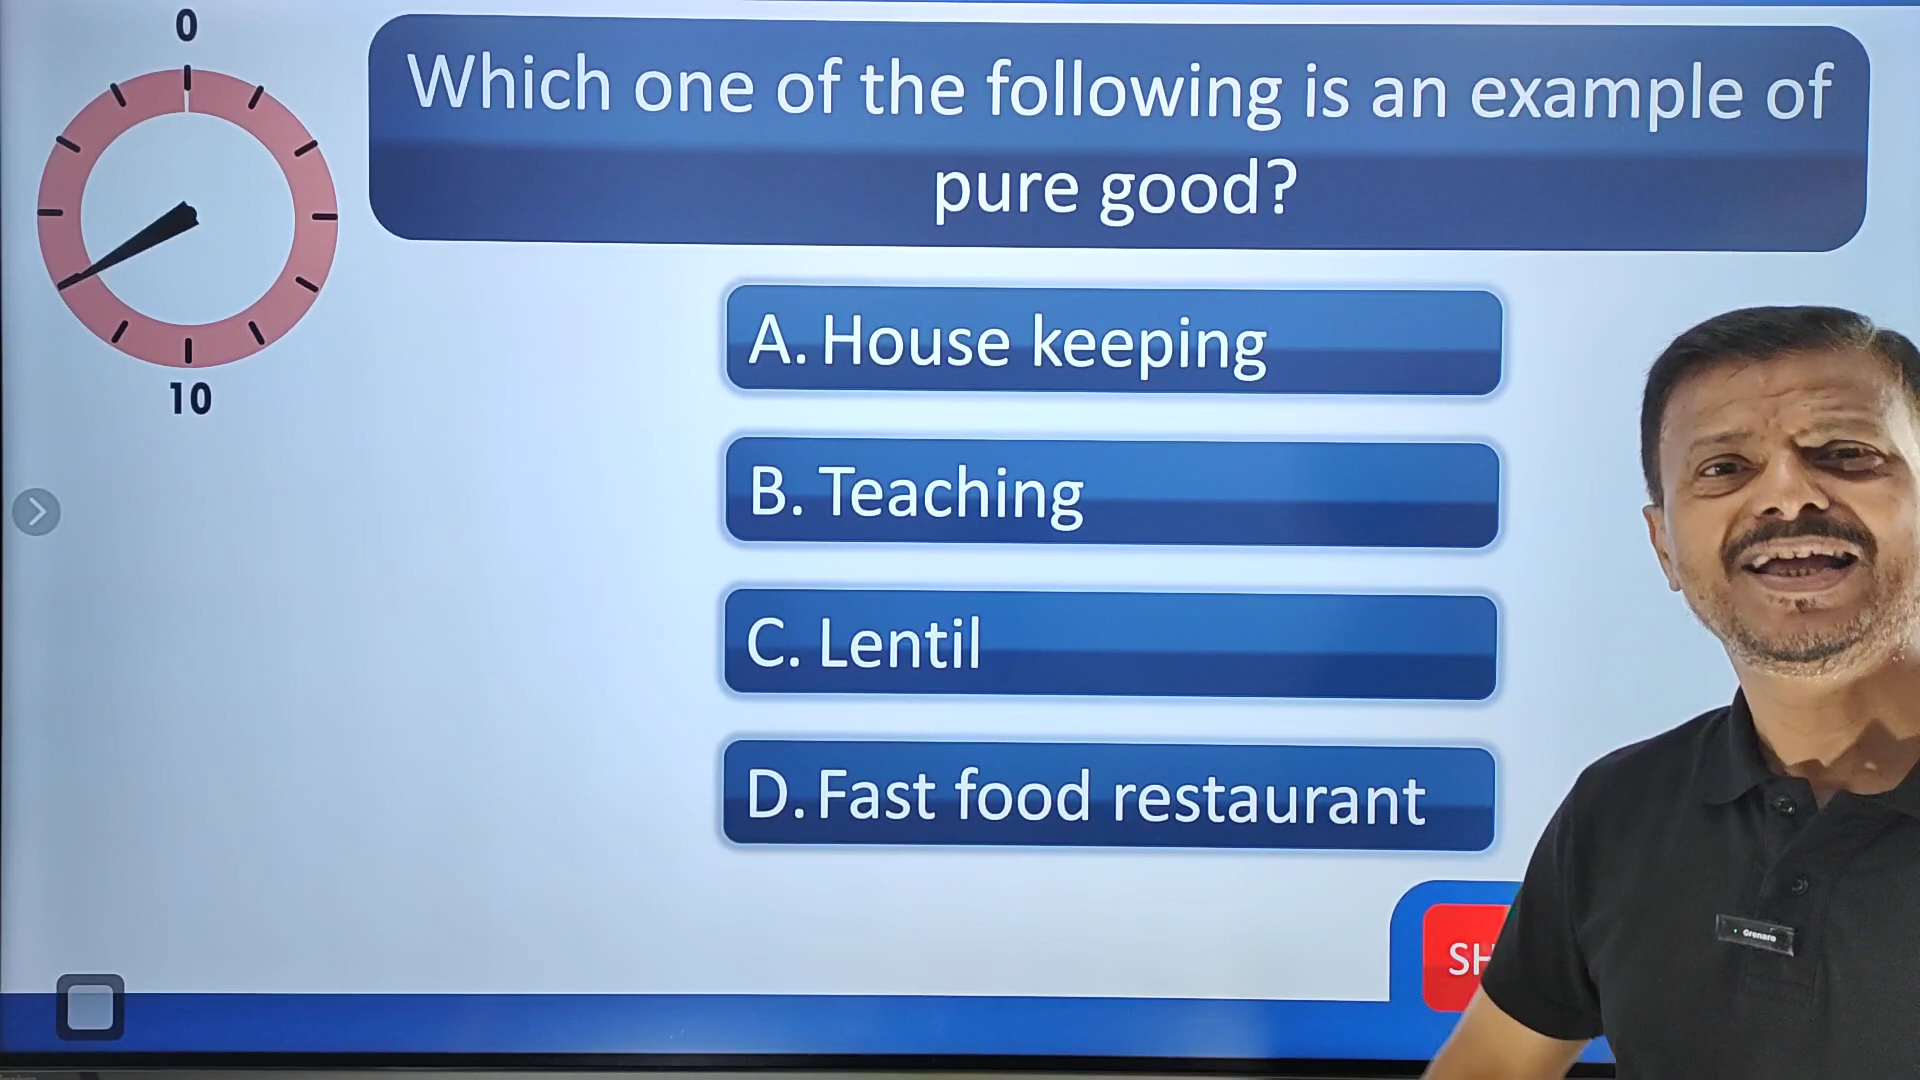 0
Which one of the following is an example of
pure good?
10
A. House keeping
B. Teaching
C. Lentil
D. Fast food restaurant
SH
Grenaro